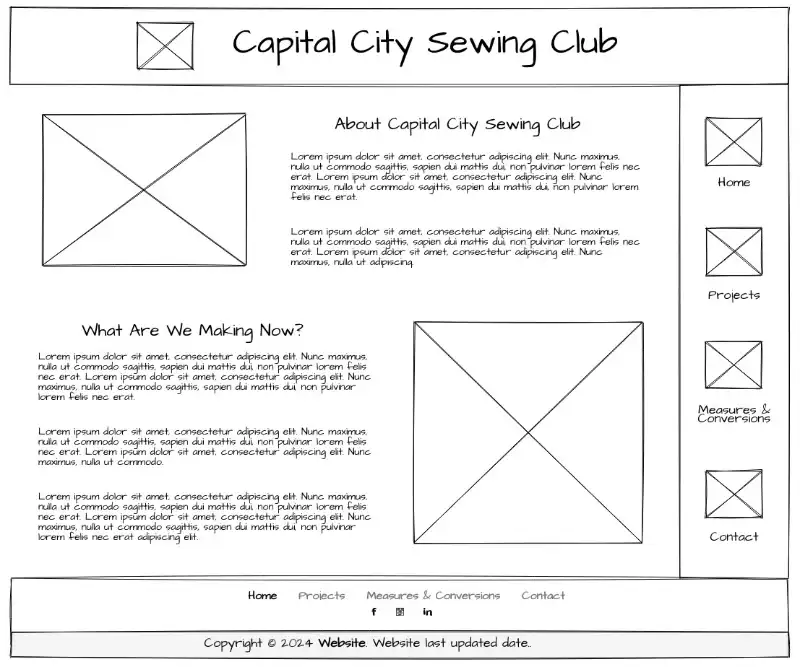 Capital City Sewing Club
About Capital City Sewing Club
Lorem ipsum dolor sit amet, consectetur adipiscing elit. Nunc maximus,
nulla ut commodo sagittis, sapien dui mattis dui, non pulvinar lorem felis nec
erat. Lorem ipsum dolor sit amet, consectetur adipiscing elit. Nunc
maximus, nulla ut commodo sagittis, sapien dui mattis dui, non pulvinar lorem
felis nec erat.
Lorem ipsum dolor sit amet, consectetur adipiscing elit. Nunc maximus,
nulla ut commodo sagittis, sapien dui mattis dui, non pulvinar lorem felis nec
erat. Lorem ipsum dolor sit amet, consectetur adipiscing elit. Nunc
maximus, nulla ut adipiscing.
What Are We Making Now?
Lorem ipsum dolor sit amet, consectetur adipiscing elit. Nunc maximus,
nulla ut commodo sagittis, sapien dui mattis dui, non pulvinar lorem felis
nec erat. Lorem ipsum dolor sit amet, consectetur adipiscing elit. Nunc
maximus, nulla ut commodo sagittis, sapien dui mattis dui, non pulvinar
lorem felis nec erat.
Lorem ipsum dolor sit amet, consectetur adipiscing elit. Nunc maximus,
nulla ut commodo sagittis, sapien dui mattis dui, non pulvinar lorem felis
nec erat. Lorem ipsum dolor sit amet, consectetur adipiscing elit. Nunc
maximus, nulla ut commodo.
Lorem ipsum dolor sit amet, consectetur adipiscing elit. Nunc maximus,
nulla ut commodo sagittis, sapien dui mattis dui, non pulvinar lorem felis
nec erat. Lorem ipsum dolor sit amet, consectetur adipiscing elit. Nunc
maximus, nulla ut commodo sagittis, sapien dui mattis dui, non pulvinar
lorem felis nec erat adipiscing elit.
Home
Projects
Measures &
Conversions
Contact
Home Projects Measures & Conversions Contact
f in
Copyright © 2024 Website. Website last updated date..